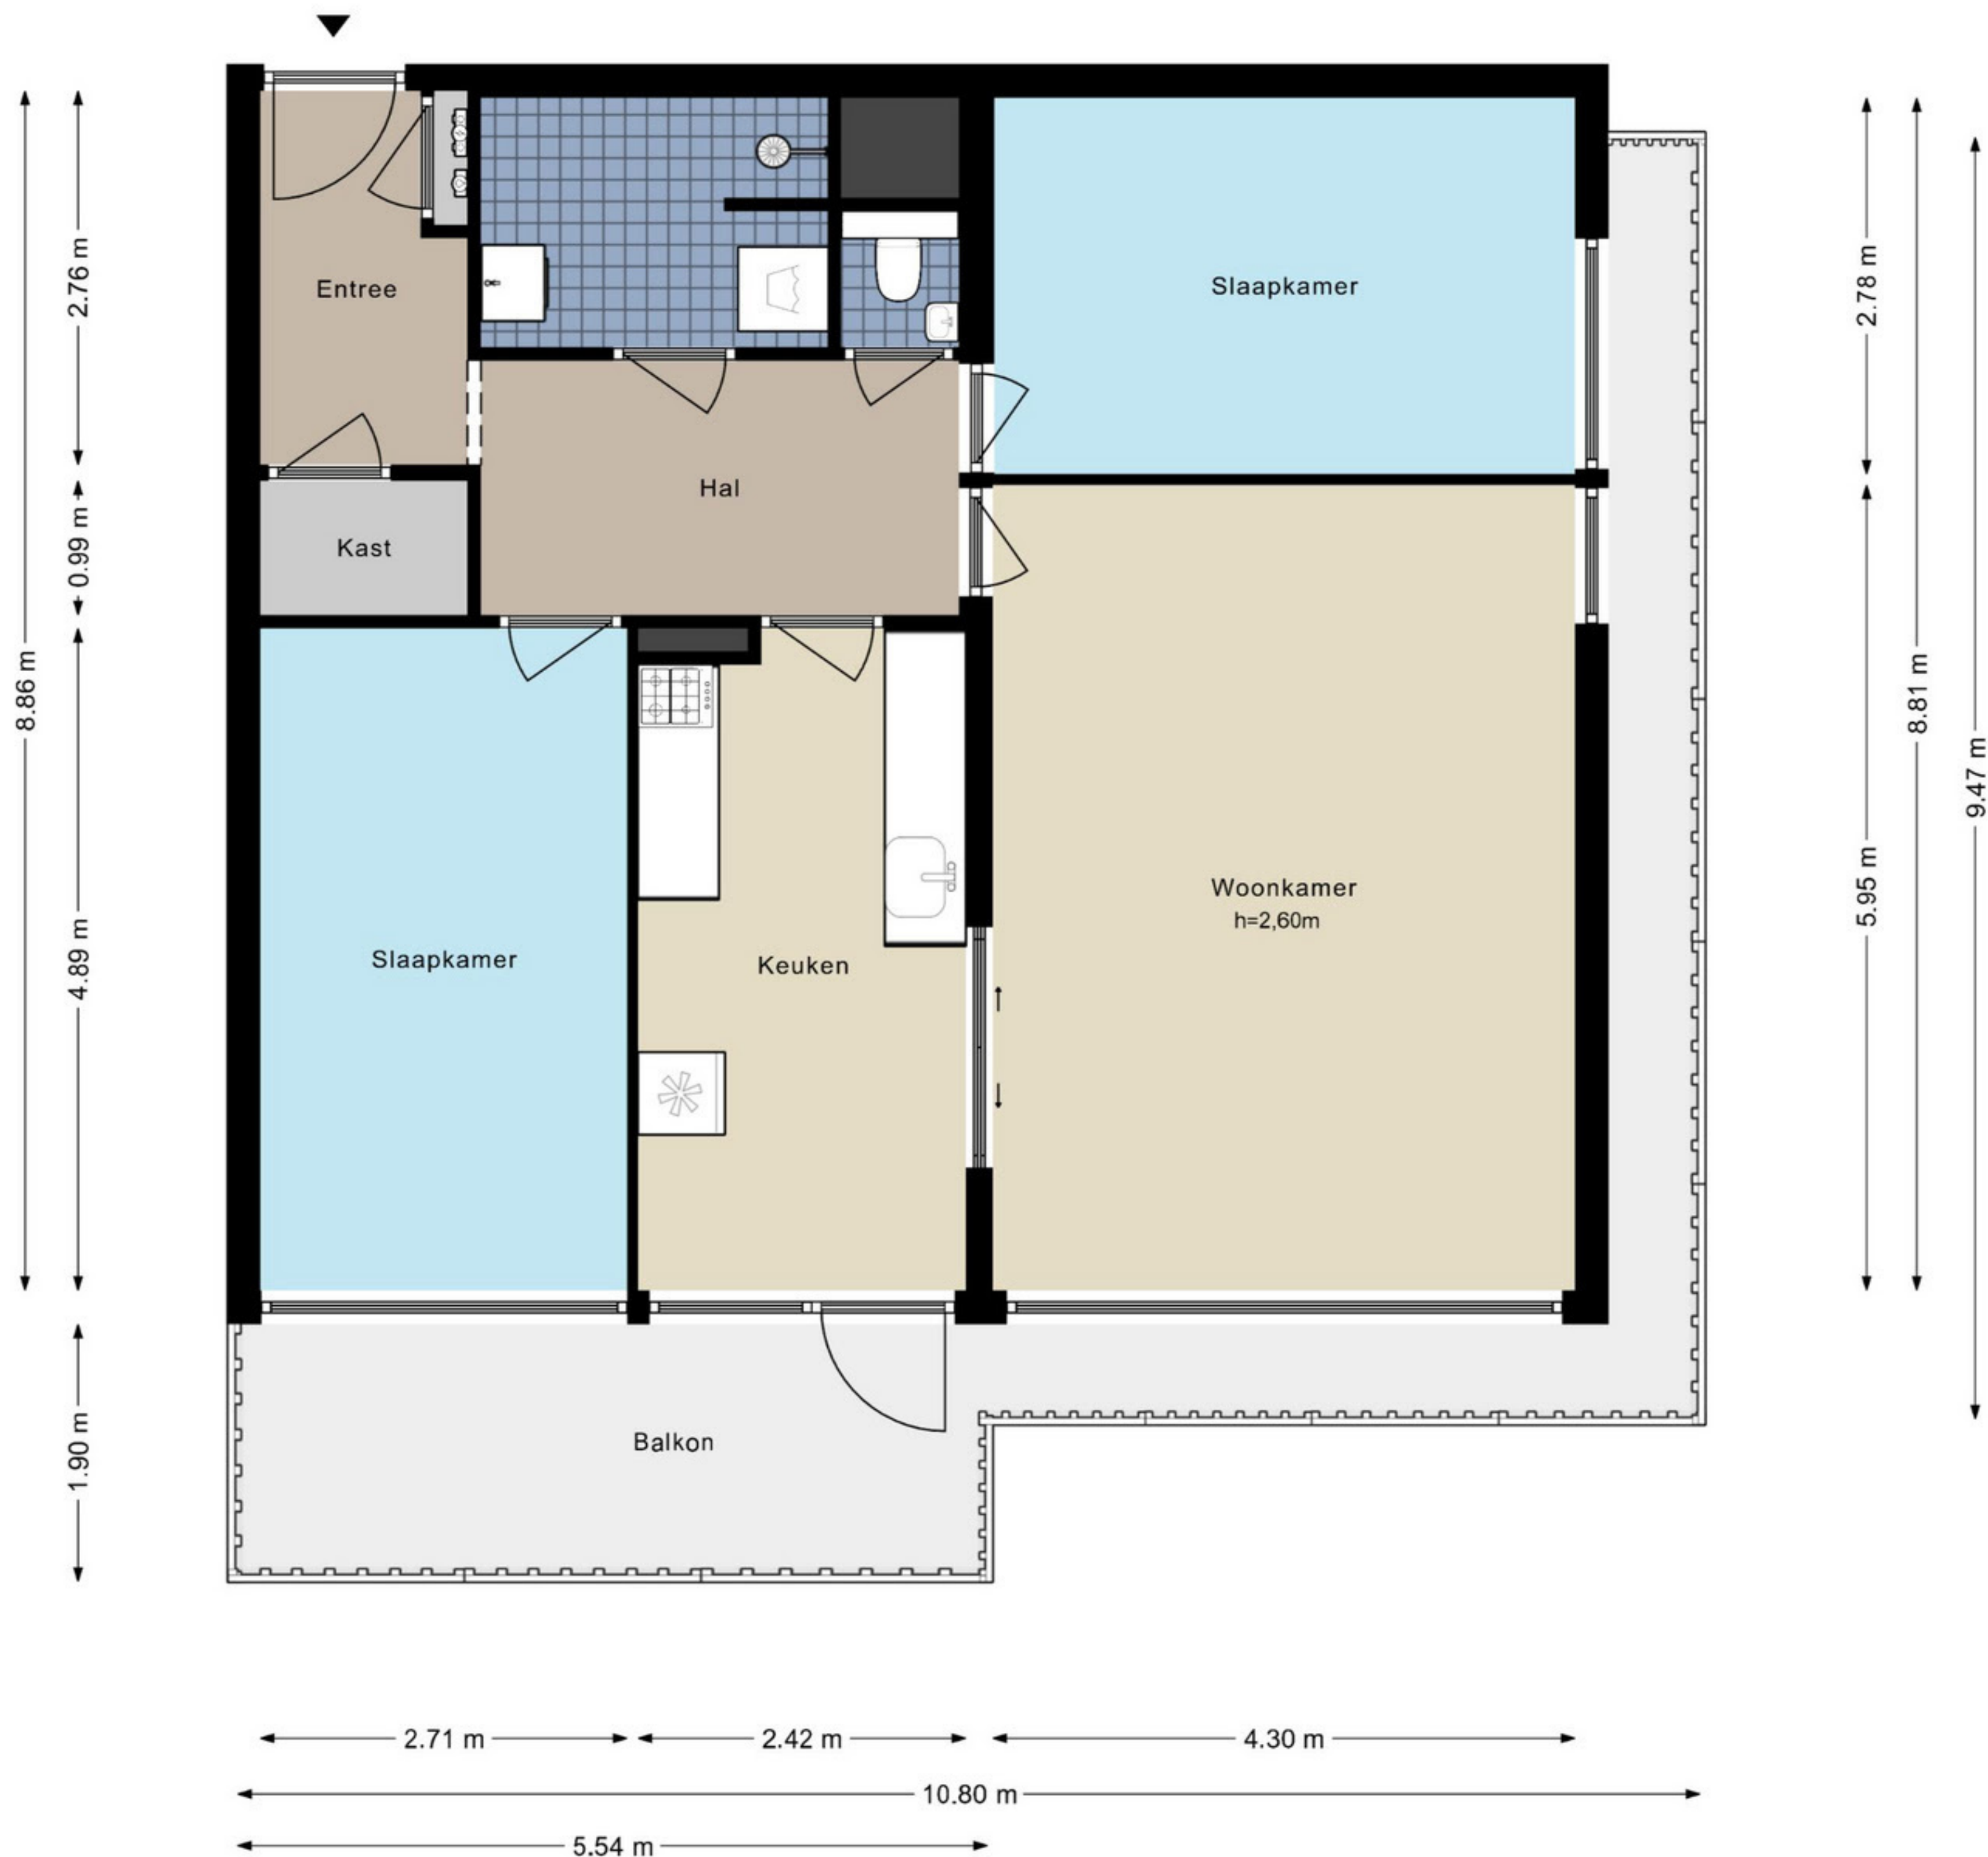 Entree
Slaapkamer
Hal
Kast
Woonkamer
h=2,60m
Slaapkamer
Keuken
Balkon
8.86 m
2.76 m
0.99 m
4.89 m
1.90 m
2.78 m
5.95 m
8.81 m
9.47 m
2.71 m
2.42 m
4.30 m
10.80 m
5.54 m